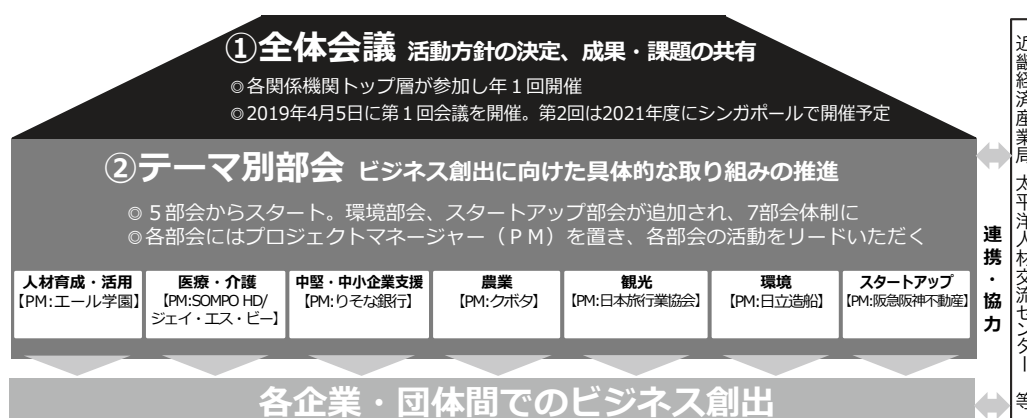 ①全体会議 活動方針の決定、成果・課題の共有
◎各関係機関トップ層が参加し年１回開催
◎2019年4月5日に第１回会議を開催。第2回は2021年度にシンガポールで開催予定
②テーマ別部会 ビジネス創出に向けた具体的な取り組みの推進
◎５部会からスタート。環境部会、スタートアップ部会が追加され、7部会体制に
◎各部会にはプロジェクトマネージャー（ＰＭ）を置き、各部会の活動をリードいただく
人材育成・活用
【PM:エール学園】
医療・介護
【PM:SOMPO HD/
ジェイ・エス・ビー】
中堅・中小企業支援
【PM:りそな銀行】
農業
【PM:クボタ】
観光
【PM:日本旅行業協会】
環境
【PM:日立造船】
スタートアップ
【PM:阪急阪神不動産】
各企業・団体間でのビジネス創出
連携・協力
近畿経済産業局 太平洋人材交流センター 等